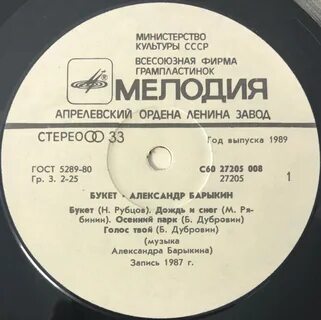 МИНИСТЕРСТВО
КУЛЬТУРЫ СССР
ВСЕСОЮЗНАЯ ФИРМА
ГРАМПЛАСТИНОК
МЕЛОДИЯ
АПРЕЛЕВСКИЙ ОРДЕНА ЛЕНИНА ЗАВОД
СТЕРЕО 33 Год выпуска 1989
ГОСТ 5289-80 С60 27205 008
Гр. 3. 2-25 27205 1
БУКЕТ - АЛЕКСАНДР БАРЫКИН
Букет (Н. Рубцов). Дождь и снег (М. Ря-
бинин). Осенний парк (Б. Дубровин)
Голос твой (Б. Дубровин)
(музыка
Александра Барыкина)
Запись 1987 г.